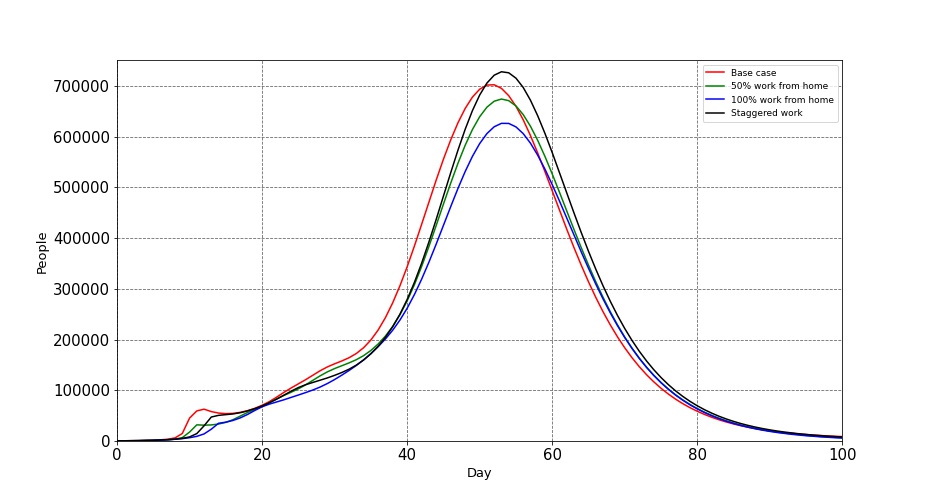 700000
600000
500000
400000
300000
200000
100000
0
People
0 20 40 60 80 100
Day
Base case
50% work from home
100% work from home
Staggered work